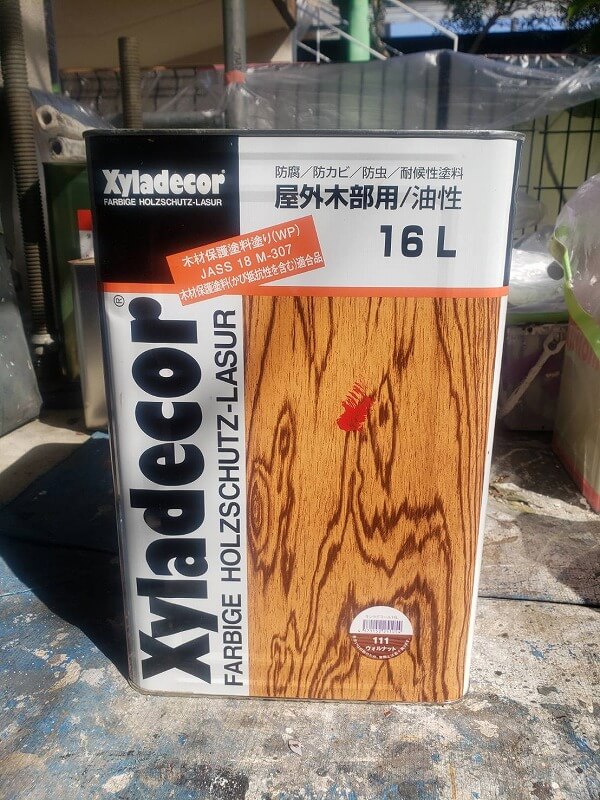 Xyladecor®
FARBIGE HOLZSCHUTZ-LASUR
防腐/防カビ/防虫/耐候性塗料
屋外木部用/油性
16L
木材保護塗料塗り(WP)
JASS 18 M-307
木材保護塗料(かび抵抗性を含む)適合品
Xyladecor®
FARBIGE HOLZSCHUTZ-LASUR
111
ウォルナット